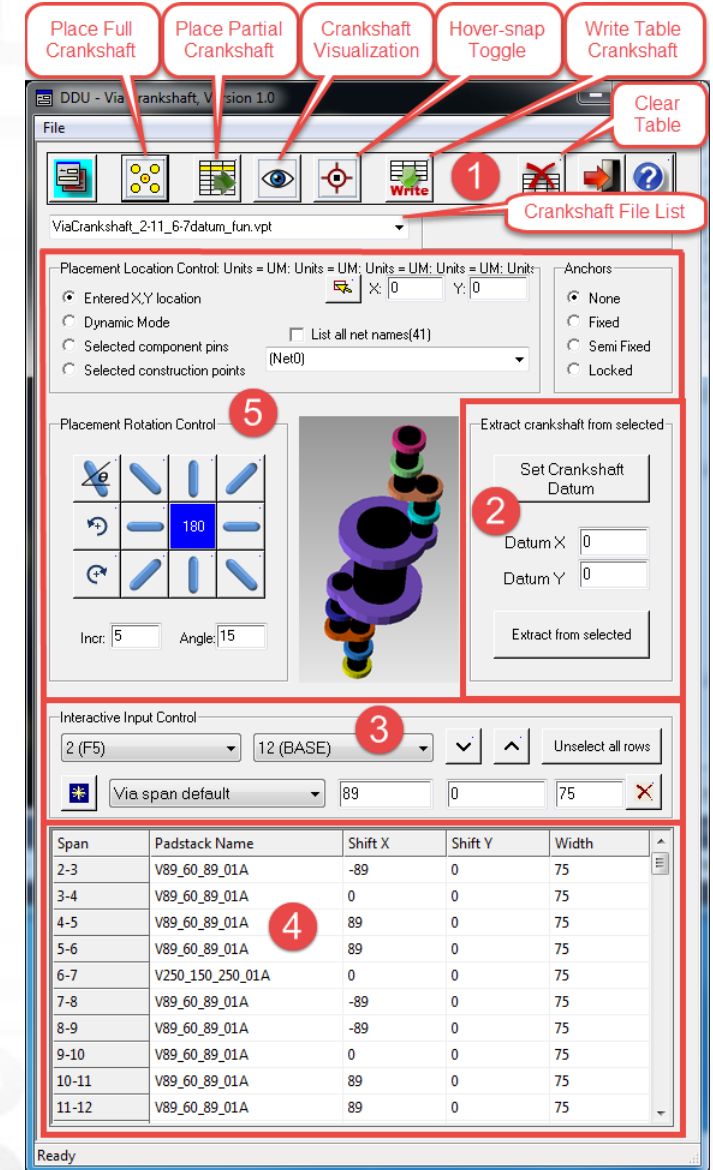 Place Full
Crankshaft
Place Partial
Crankshaft
Crankshaft
Visualization
Hover-snap
Toggle
Write Table
Crankshaft
DDU - Via Crankshaft, Version 1.0
Clear
Table
File
Write
1
Crankshaft File List
ViaCrankshaft_2-11_6-7datum_fun.vpt
Placement Location Control: Units = UM: Units = UM: Units = UM: Units = UM: Units
Anchors
Entered X,Y location
X: 0
Y: 0
None
Dynamic Mode
Fixed
Selected component pins
List all net names(41)
Semi Fixed
Selected construction points
(Net0)
Locked
Placement Rotation Control
5
Extract crankshaft from selected
θ
Set Crankshaft
Datum
180
2
Datum X 0
Datum Y 0
Incr: 5
Angle: 15
Extract from selected
Interactive Input Control
3
2 (F5)
12 (BASE)
Unselect all rows
Via span default
89
0
75
Span Padstack Name Shift X Shift Y Width
2-3 V89_60_89_01A -89 0 75
3-4 V89_60_89_01A 0 0 75
4-5 V89_60_89_01A 89 0 75
4
5-6 V89_60_89_01A 89 0 75
6-7 V250_150_250_01A 0 0 75
7-8 V89_60_89_01A -89 0 75
8-9 V89_60_89_01A -89 0 75
9-10 V89_60_89_01A 0 0 75
10-11 V89_60_89_01A 89 0 75
11-12 V89_60_89_01A 89 0 75
Ready